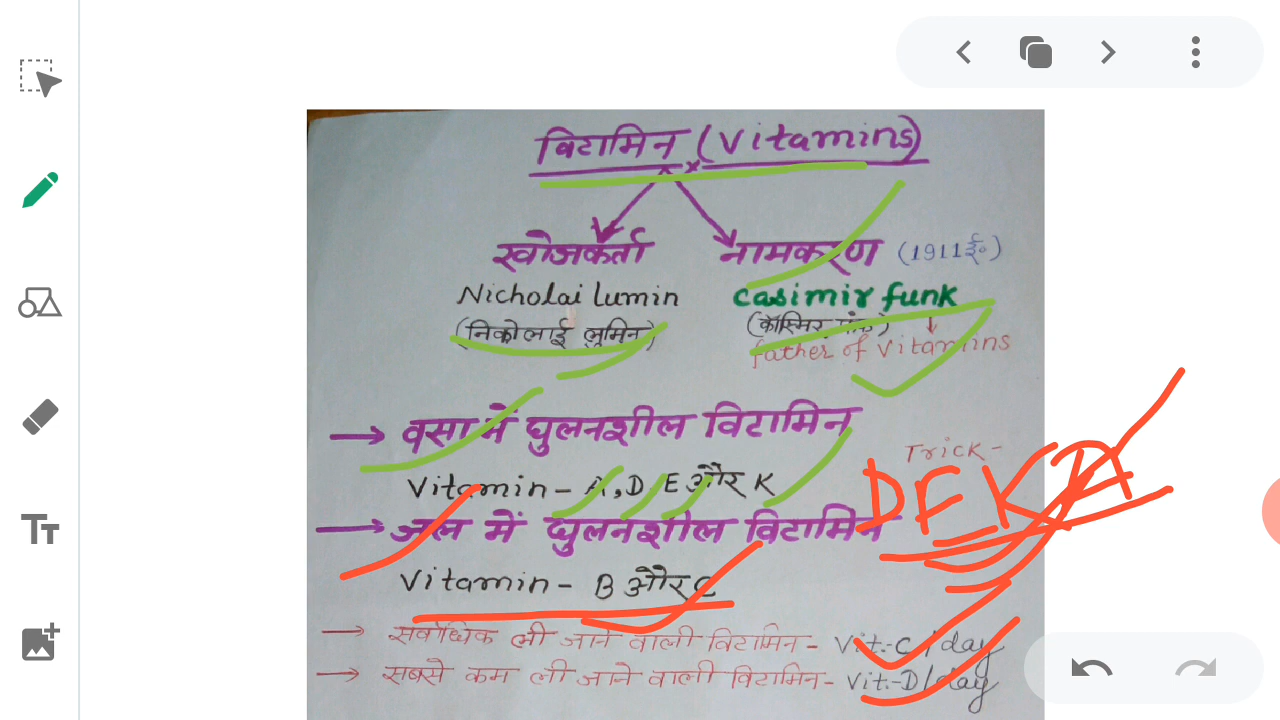 विटामिन (Vitamins)
खोजकर्ता नामकरण (1911ई०)
Nicholai lumin casimir funk
(निकोलाई लुमिन) (कास्मिर फंक)
father of vitamins
→ वसा में घुलनशील विटामिन
Trick-
Vitamin - A, D E और K DEKA
→ जल में घुलनशील विटामिन
Vitamin - B और C
→ सर्वाधिक ली जाने वाली विटामिन- Vit.-C/day
→ सबसे कम ली जाने वाली विटामिन- Vit.-D/day
Tт